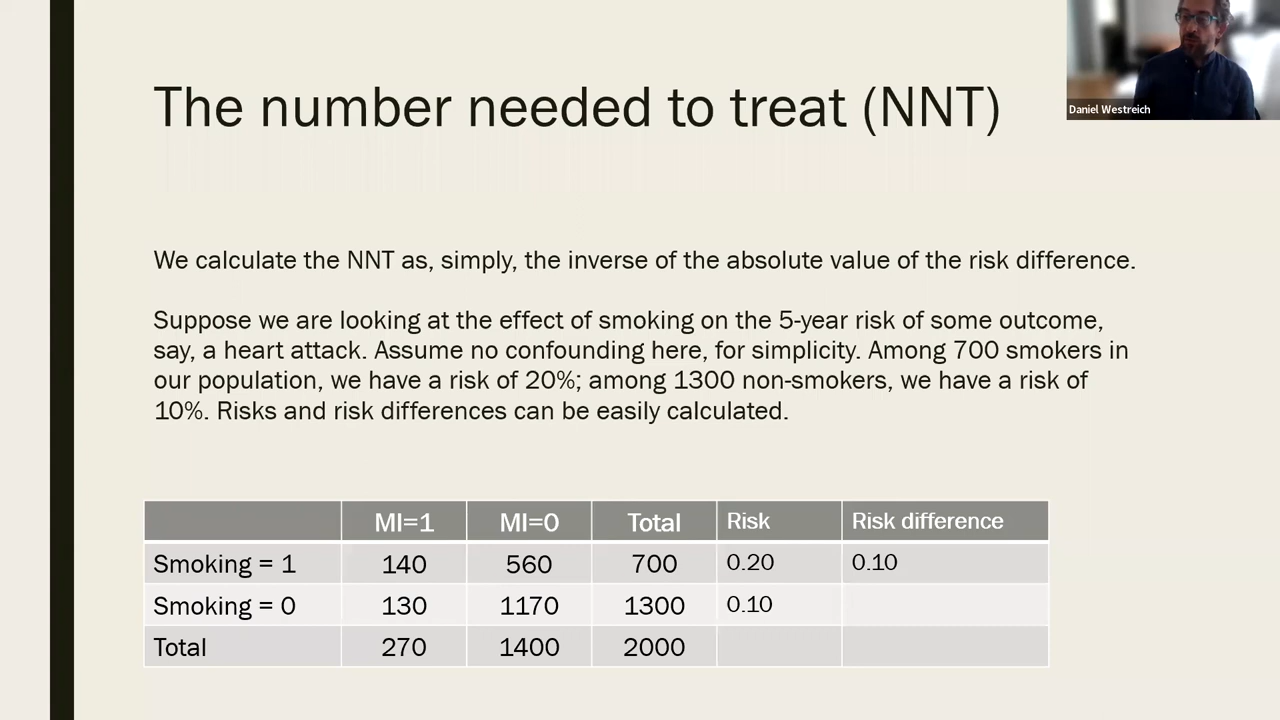 The number needed to treat (NNT)
Daniel Westreich
We calculate the NNT as, simply, the inverse of the absolute value of the risk difference.
Suppose we are looking at the effect of smoking on the 5-year risk of some outcome,
say, a heart attack. Assume no confounding here, for simplicity. Among 700 smokers in
our population, we have a risk of 20%; among 1300 non-smokers, we have a risk of
10%. Risks and risk differences can be easily calculated.
MI=1 MI=0 Total Risk Risk difference
Smoking = 1 140 560 700 0.20 0.10
Smoking = 0 130 1170 1300 0.10
Total 270 1400 2000